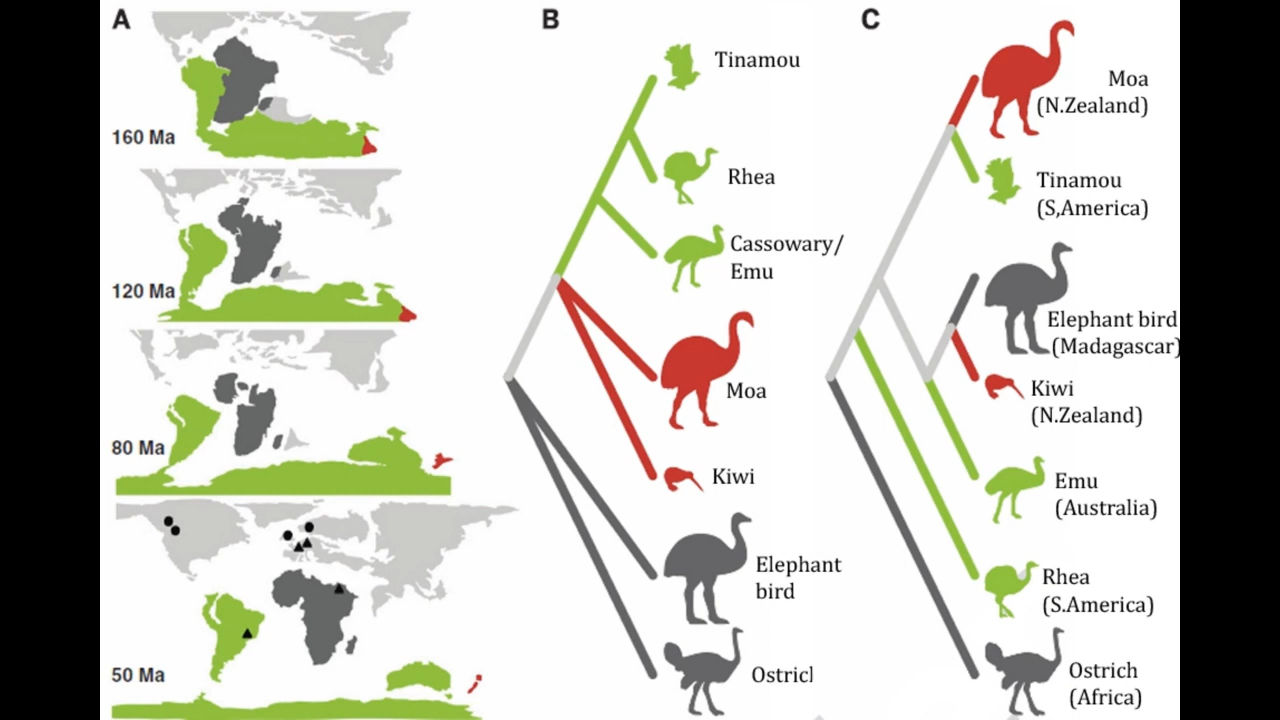 A
160 Ma
120 Ma
80 Ma
50 Ma
B
Tinamou
Rhea
Cassowary/
Emu
Moa
Kiwi
Elephant
bird
Ostricl
C
Moa
(N.Zealand)
Tinamou
(S,America)
Elephant bird
(Madagascar)
Kiwi
(N.Zealand)
Emu
(Australia)
Rhea
(S.America)
Ostrich
(Africa)